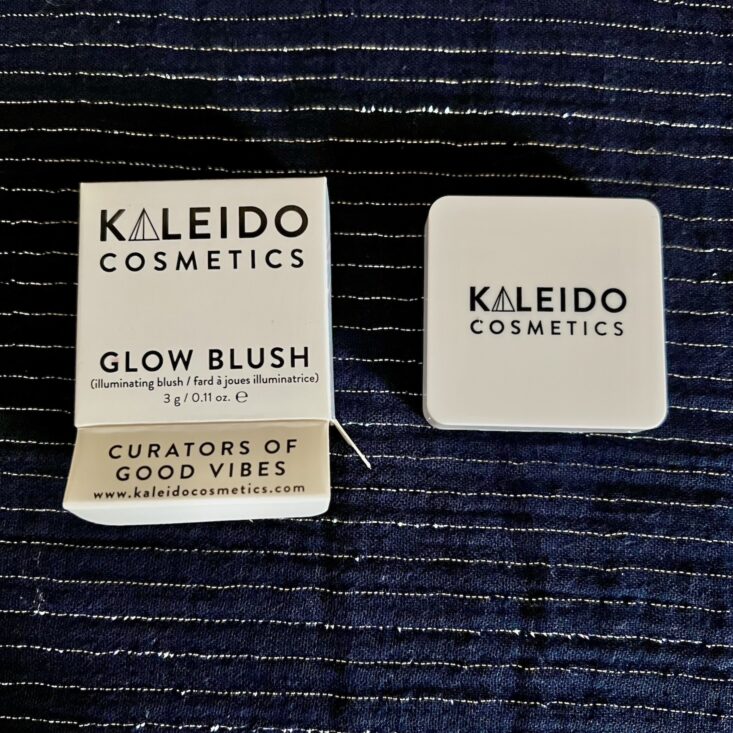 KALEIDO
COSMETICS
GLOW BLUSH
(illuminating blush / fard à joues illuminatrice)
3 g / 0.11 oz. ℮
CURATORS OF
GOOD VIBES
www.kaleidocosmetics.com
KALEIDO
COSMETICS